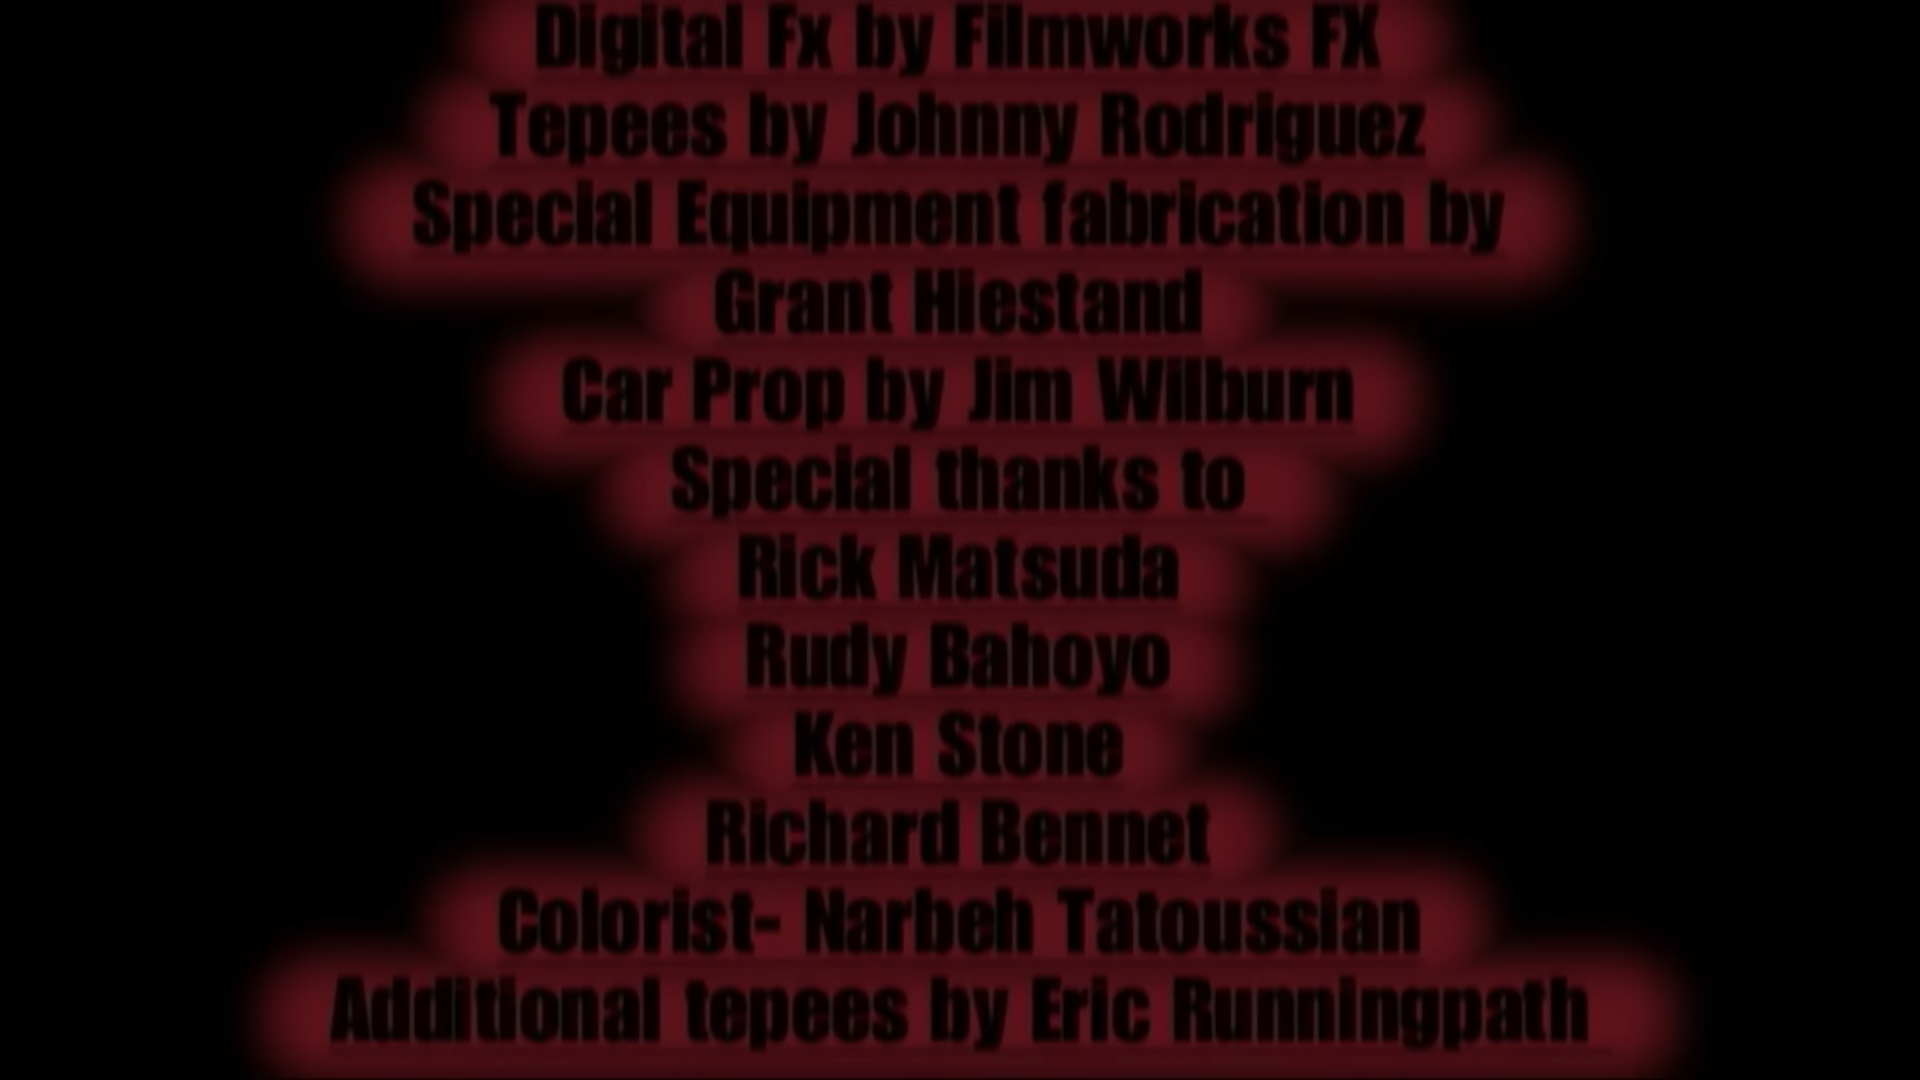 Digital Fx by Filmworks FX
Tepees by Johnny Rodriguez
Special Equipment fabrication by
Grant Hiestand
Car Prop by Jim Wilburn
Special thanks to
Rick Matsuda
Rudy Bahoyo
Ken Stone
Richard Bennet
Colorist- Narbeh Tatoussian
Additional tepees by Eric Runningpath